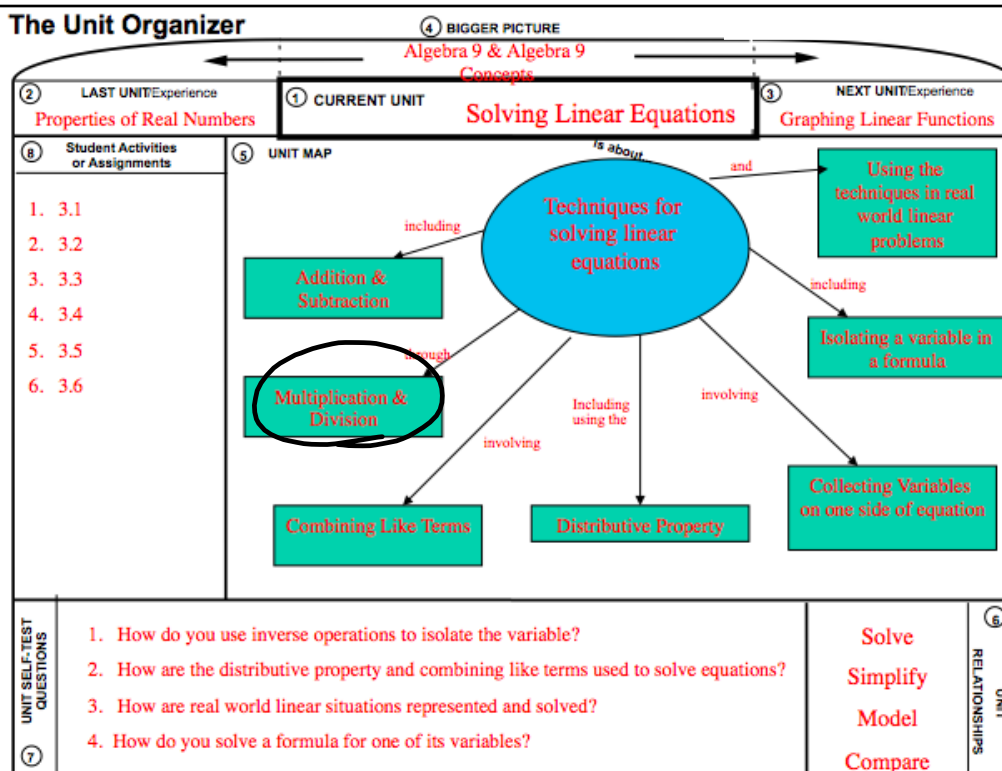 The Unit Organizer
4 BIGGER PICTURE
Algebra 9 & Algebra 9
Concepts
2 LAST UNIT/Experience
Properties of Real Numbers
1 CURRENT UNIT
Solving Linear Equations
3 NEXT UNIT/Experience
Graphing Linear Functions
8 Student Activities
or Assignments
1. 3.1
2. 3.2
3. 3.3
4. 3.4
5. 3.5
6. 3.6
5 UNIT MAP
is about...
Techniques for
solving linear
equations
and
Using the
techniques in real
world linear
problems
including
Addition &
Subtraction
including
Isolating a variable in
a formula
through
Multiplication &
Division
involving
Combining Like Terms
Including
using the
Distributive Property
involving
Collecting Variables
on one side of equation
UNIT SELF-TEST
QUESTIONS
7
1. How do you use inverse operations to isolate the variable?
2. How are the distributive property and combining like terms used to solve equations?
3. How are real world linear situations represented and solved?
4. How do you solve a formula for one of its variables?
Solve
Simplify
Model
Compare
6
UNIT
RELATIONSHIPS